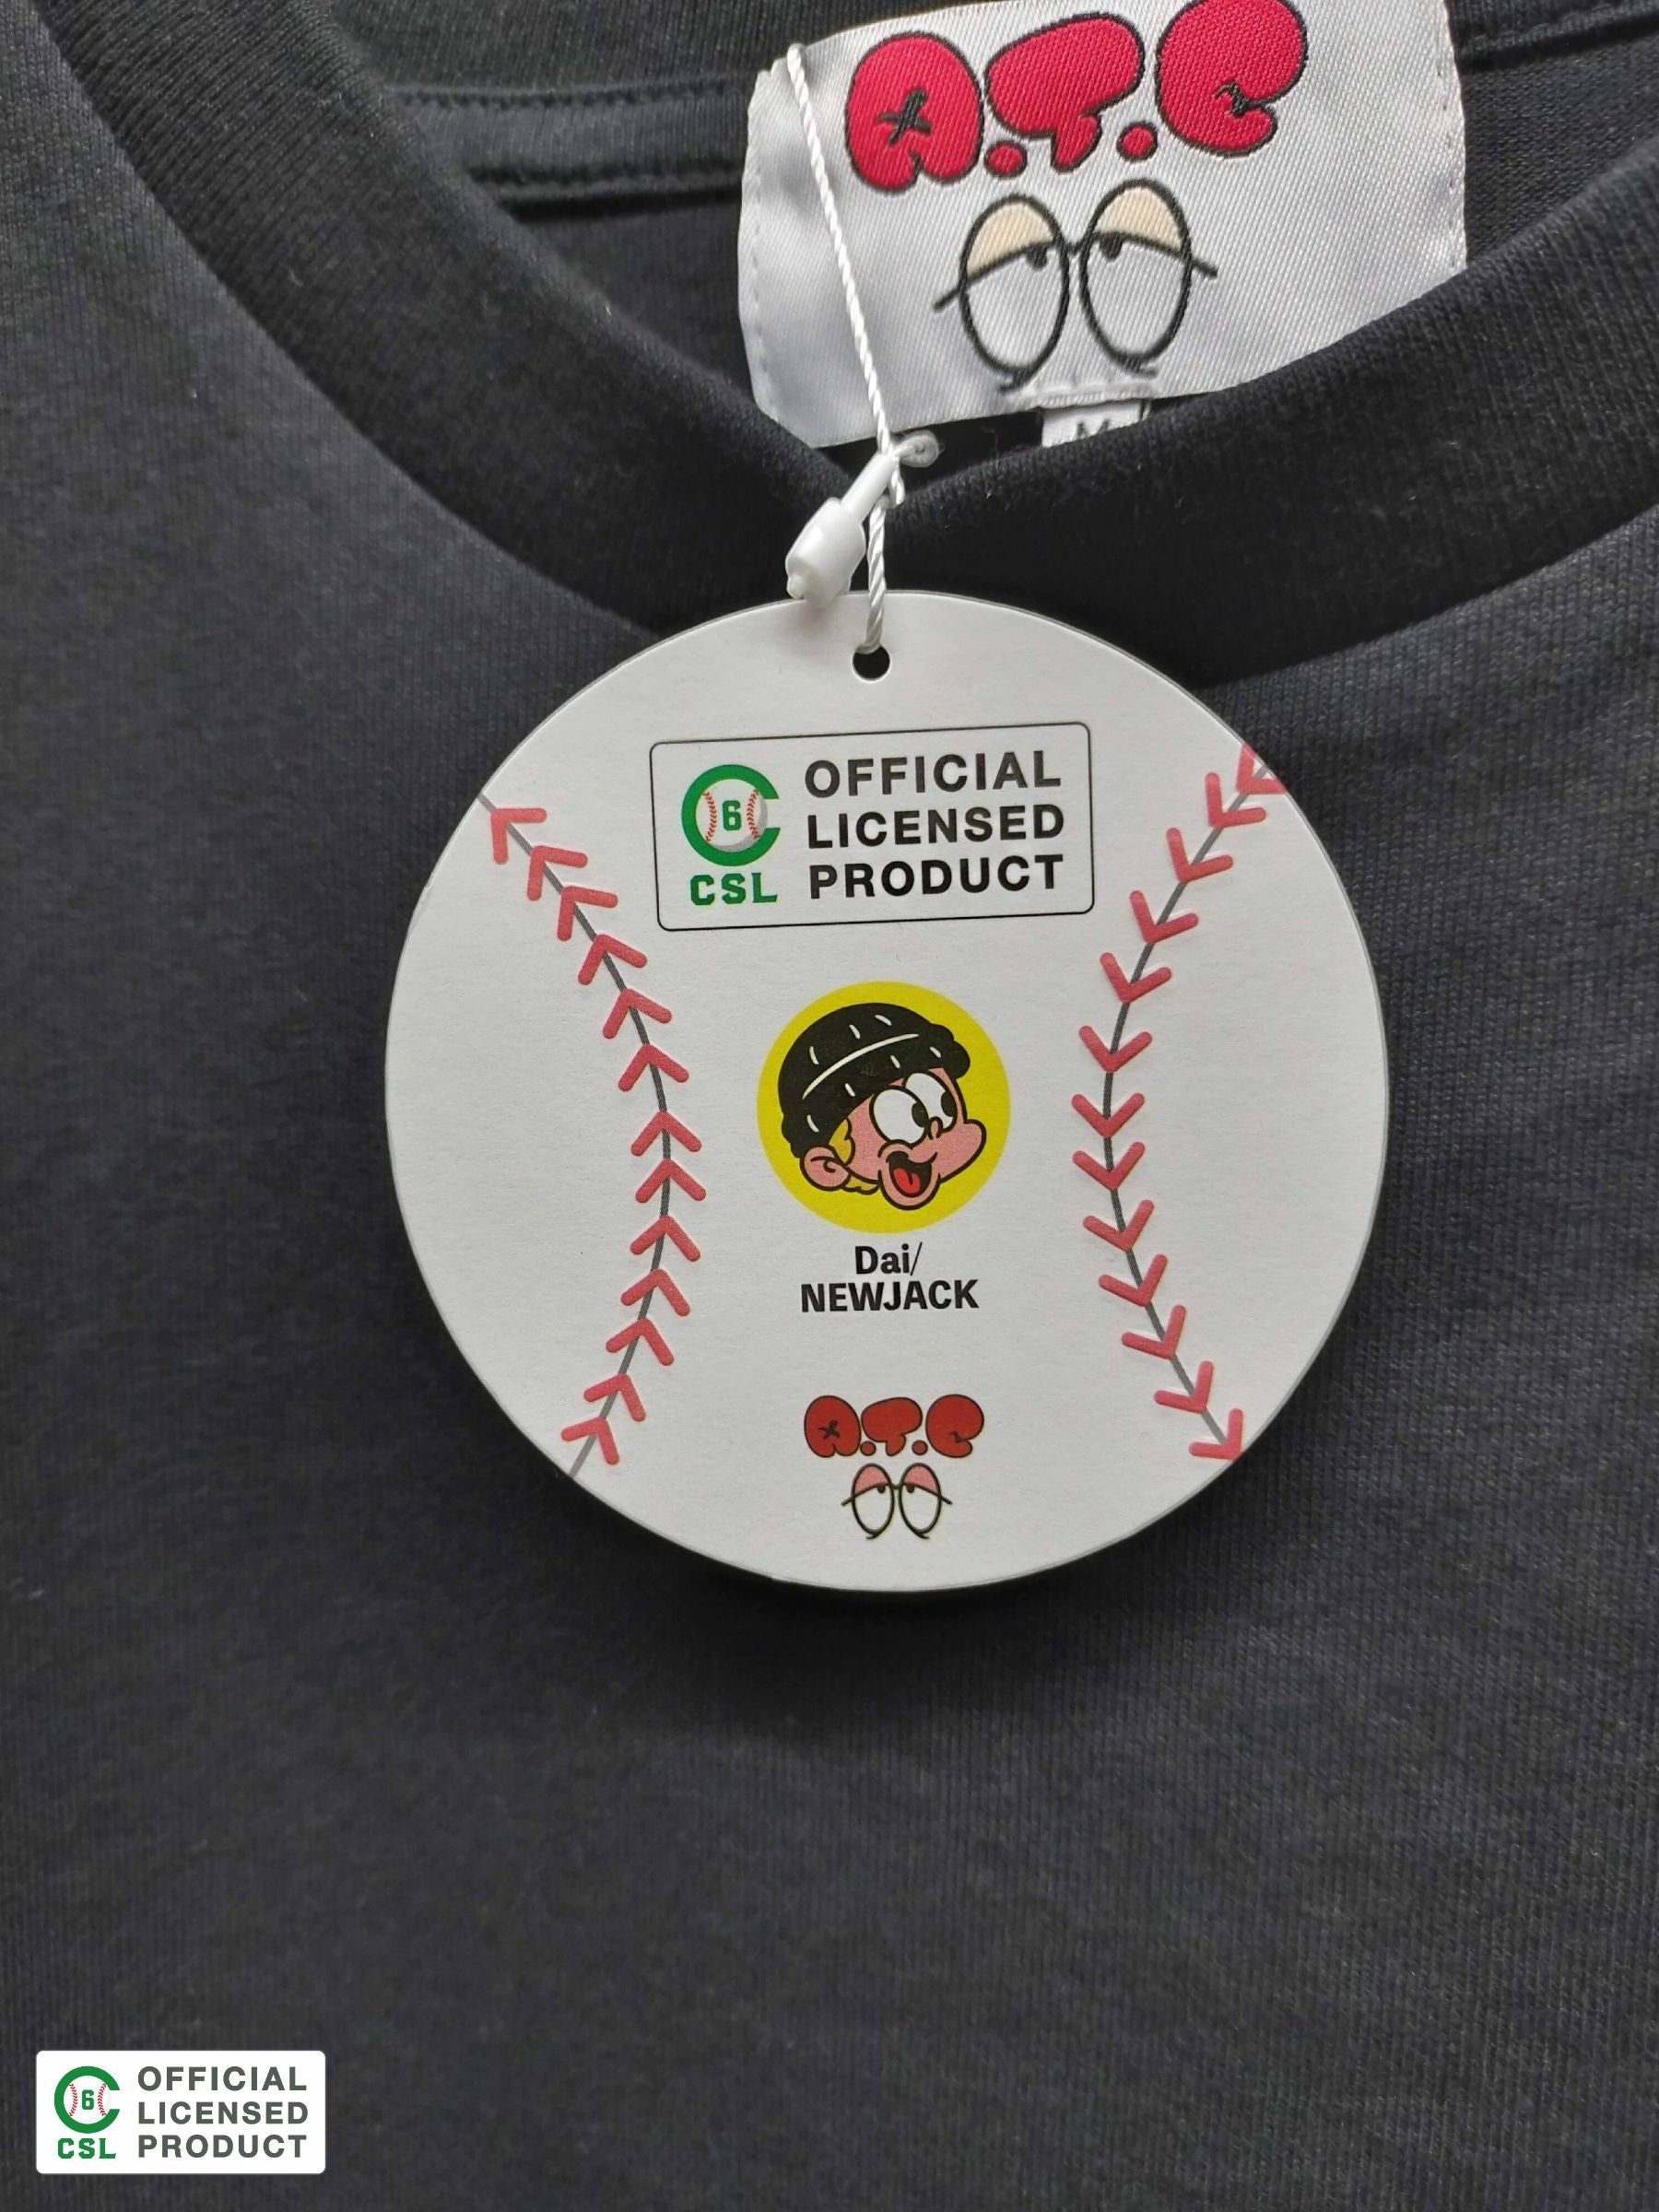 A.T.C
M
6
OFFICIAL
LICENSED
PRODUCT
CSL
Dai/
NEWJACK
A.T.C
6
OFFICIAL
LICENSED
PRODUCT
CSL